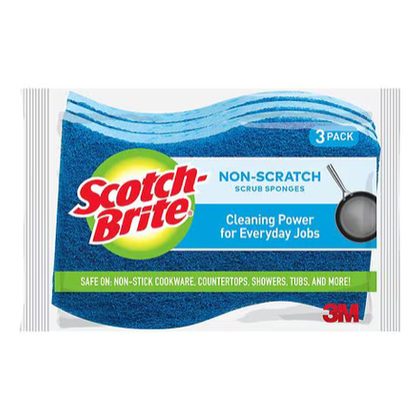 3 PACK
Scotch-
Brite
NON-SCRATCH
SCRUB SPONGES
Cleaning Power
for Everyday Jobs
SAFE ON: NON-STICK COOKWARE, COUNTERTOPS, SHOWERS, TUBS, AND MORE!
3M